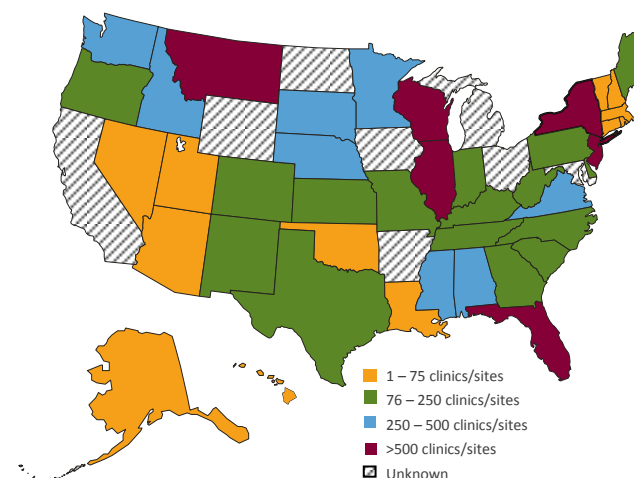 1 – 75 clinics/sites
76 – 250 clinics/sites
250 – 500 clinics/sites
>500 clinics/sites
Unknown